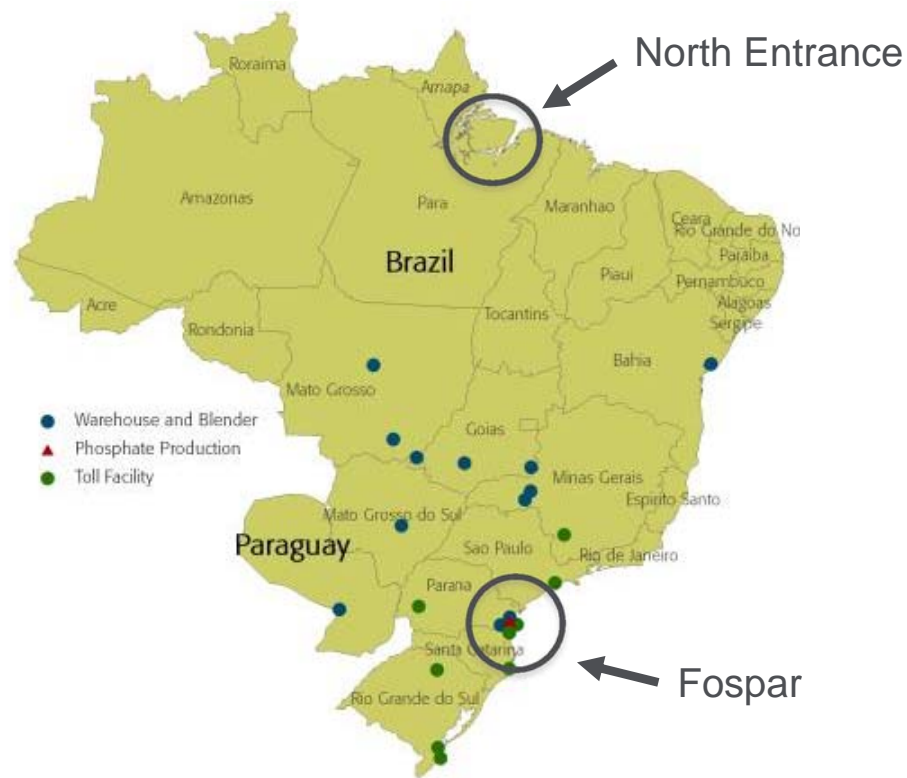 North Entrance
Roraima
Amapa
Amazonas
Para
Maranhao
Ceara
Rio Grande do No
Paraiba
Brazil
Piaui
Pernambuco
Acre
Alagoas
Tocantins
Sergipe
Rondonia
Bahia
Mato Grosso
Warehouse and Blender
Goias
Phosphate Production
Toll Facility
Minas Gerais
Espirito Santo
Mato Grosso do Sul
Paraguay
Sao Paulo
Rio de Janeiro
Parana
Santa Catarina
Fospar
Rio Grande do Sul